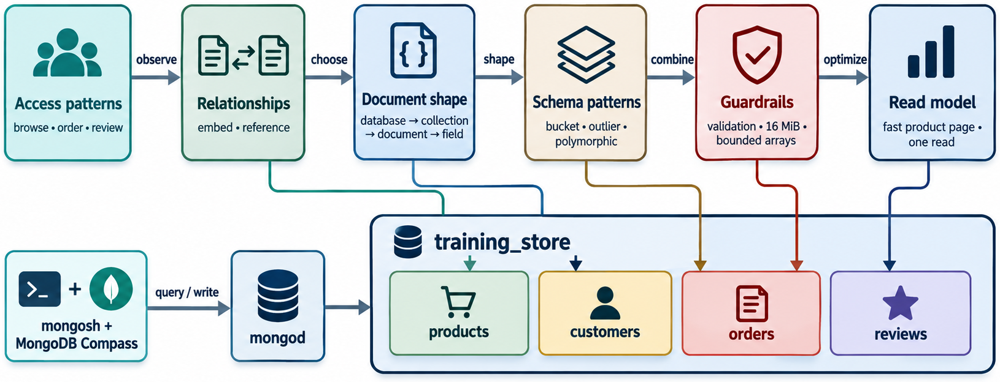 observe
choose
shape
combine
optimize
Access patterns
browse • order • review
Relationships
embed • reference
Document shape
database → collection
→ document → field
Schema patterns
bucket • outlier •
polymorphic
Guardrails
validation • 16 MiB •
bounded arrays
Read model
fast product page •
one read
mongosh +
MongoDB Compass
query / write
mongod
training_store
products
customers
orders
reviews